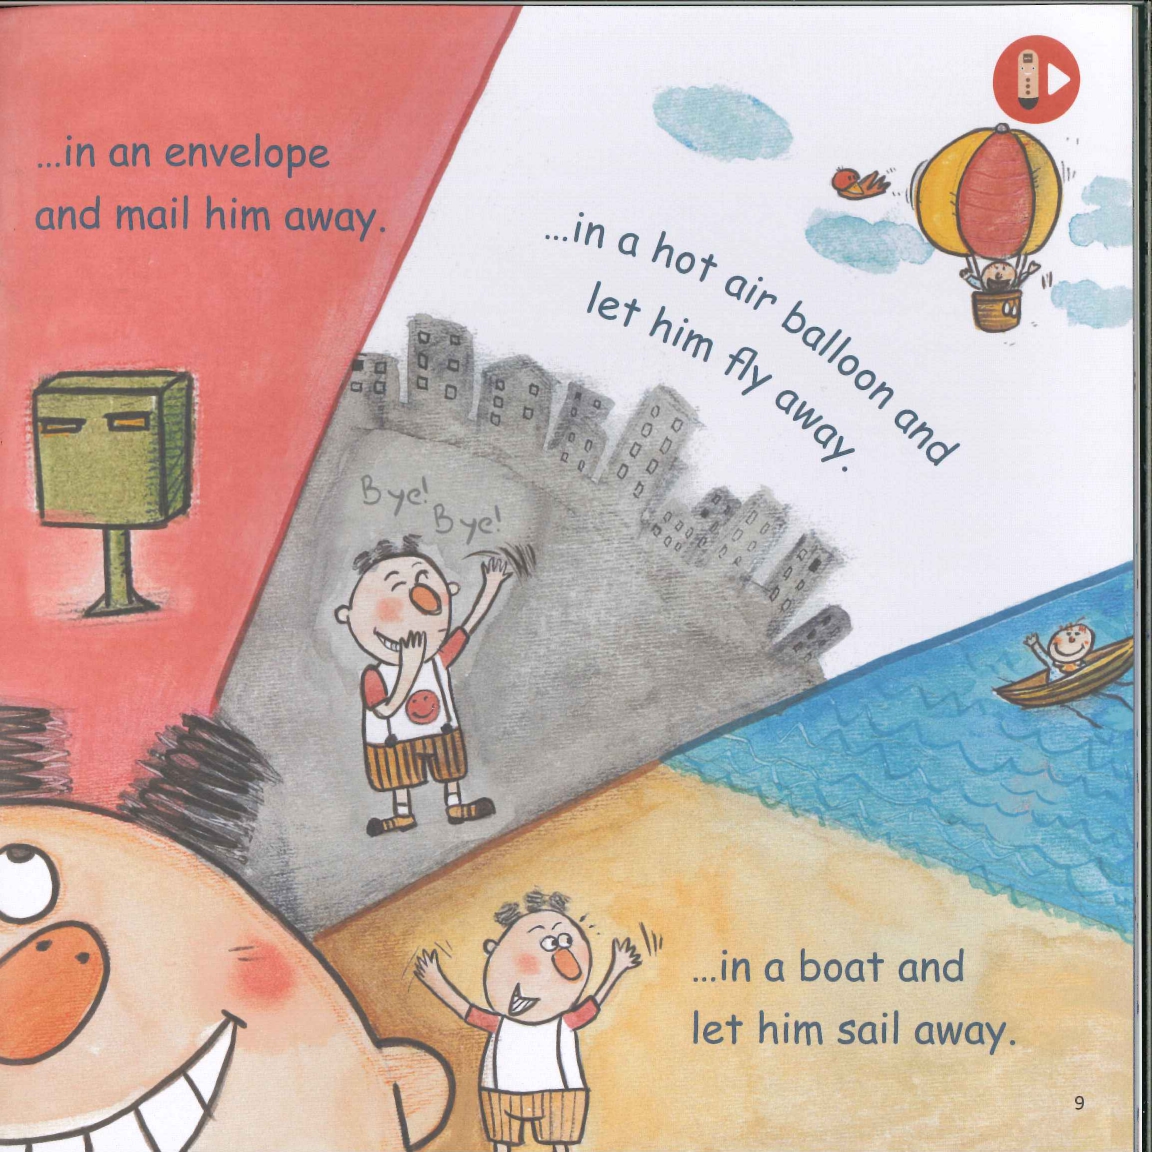 ...in an envelope
and mail him away.
...in a hot air balloon and
let him fly away.
Bye!
Bye!
...in a boat and
let him sail away.
9